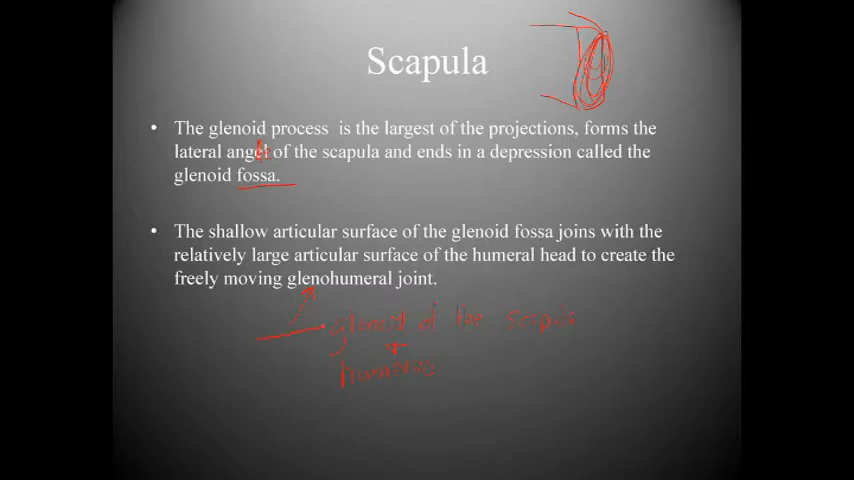 Scapula
• The glenoid process is the largest of the projections, forms the
lateral angel of the scapula and ends in a depression called the
glenoid fossa.
• The shallow articular surface of the glenoid fossa joins with the
relatively large articular surface of the humeral head to create the
freely moving glenohumeral joint.
glenoid of the scapula
+
humerus